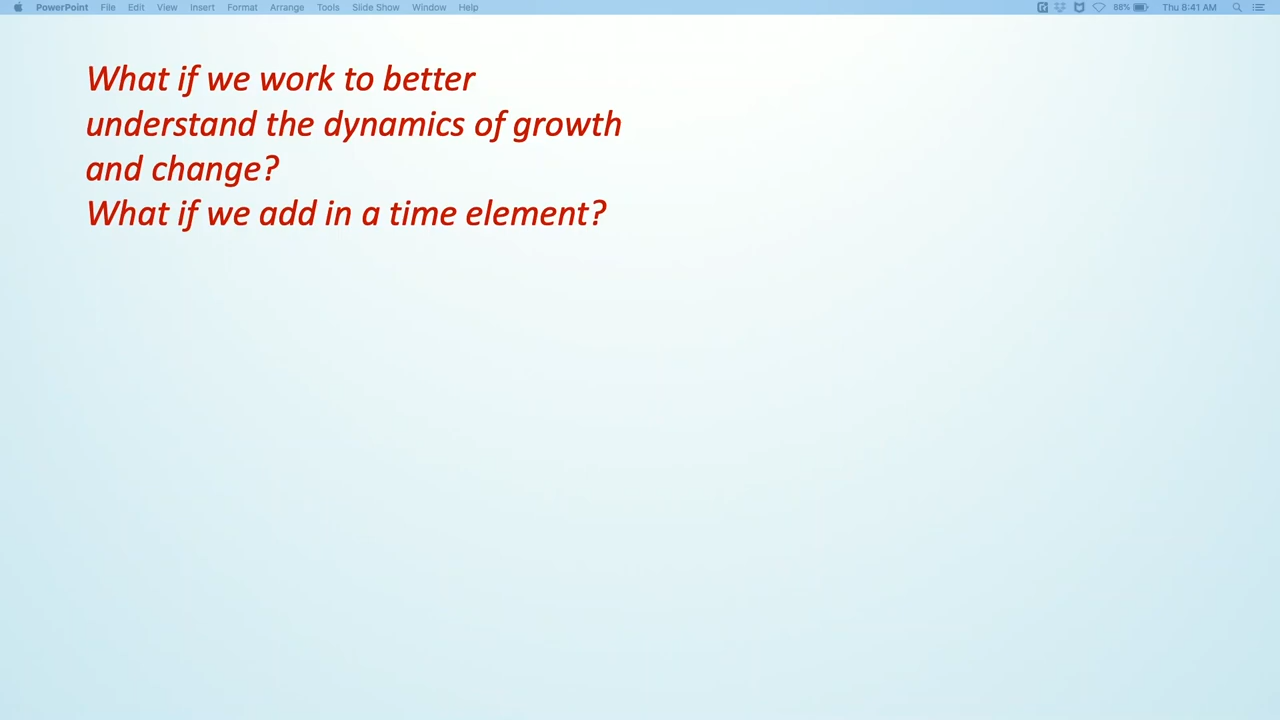 PowerPoint File Edit View Insert Format Arrange Tools Slide Show Window Help 88% Thu 8:41 AM
What if we work to better
understand the dynamics of growth
and change?
What if we add in a time element?